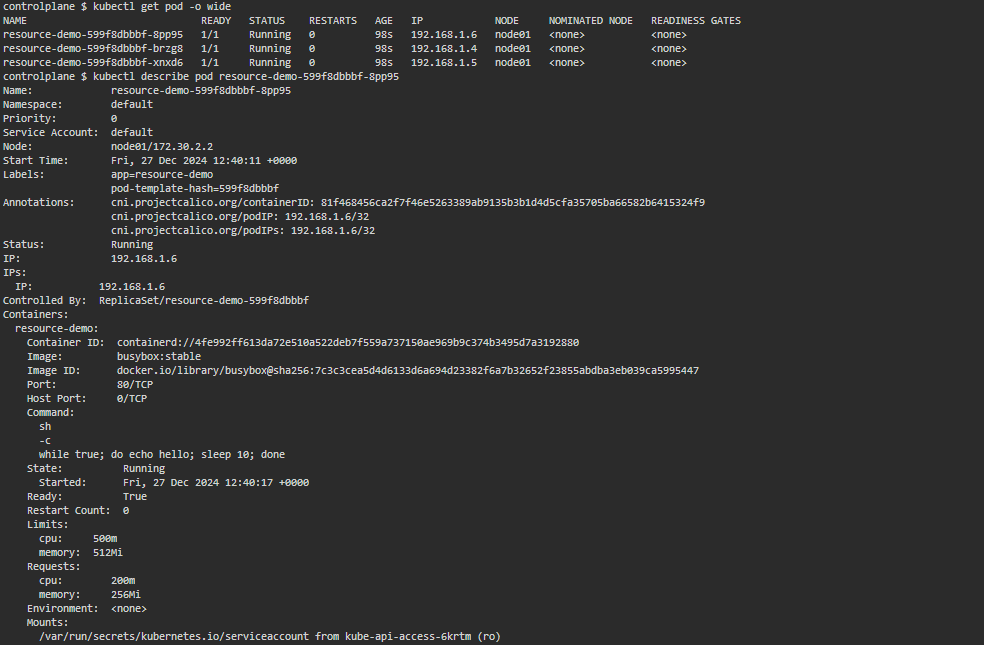 controlplane $ kubectl get pod -o wide
NAME                             READY   STATUS    RESTARTS   AGE   IP            NODE     NOMINATED NODE   READINESS GATES
resource-demo-599f8dbbbf-8pp95   1/1     Running   0          98s   192.168.1.6   node01   <none>           <none>
resource-demo-599f8dbbbf-brzg8   1/1     Running   0          98s   192.168.1.4   node01   <none>           <none>
resource-demo-599f8dbbbf-xnxd6   1/1     Running   0          98s   192.168.1.5   node01   <none>           <none>
controlplane $ kubectl describe pod resource-demo-599f8dbbbf-8pp95
Name:             resource-demo-599f8dbbbf-8pp95
Namespace:        default
Priority:         0
Service Account:  default
Node:             node01/172.30.2.2
Start Time:       Fri, 27 Dec 2024 12:40:11 +0000
Labels:           app=resource-demo
                  pod-template-hash=599f8dbbbf
Annotations:      cni.projectcalico.org/containerID: 81f468456ca2f7f46e5263389ab9135b3b1d4d5cfa35705ba66582b6415324f9
                  cni.projectcalico.org/podIP: 192.168.1.6/32
                  cni.projectcalico.org/podIPs: 192.168.1.6/32
Status:           Running
IP:               192.168.1.6
IPs:
  IP:           192.168.1.6
Controlled By:  ReplicaSet/resource-demo-599f8dbbbf
Containers:
  resource-demo:
    Container ID:  containerd://4fe992ff613da72e510a522deb7f559a737150ae969b9c374b3495d7a3192880
    Image:         busybox:stable
    Image ID:      docker.io/library/busybox@sha256:7c3c3cea5d4d6133d6a694d23382f6a7b32652f23855abdba3eb039ca5995447
    Port:          80/TCP
    Host Port:     0/TCP
    Command:
      sh
      -c
      while true; do echo hello; sleep 10; done
    State:          Running
      Started:      Fri, 27 Dec 2024 12:40:17 +0000
    Ready:          True
    Restart Count:  0
    Limits:
      cpu:     500m
      memory:  512Mi
    Requests:
      cpu:        200m
      memory:     256Mi
    Environment:  <none>
    Mounts:
      /var/run/secrets/kubernetes.io/serviceaccount from kube-api-access-6krtm (ro)